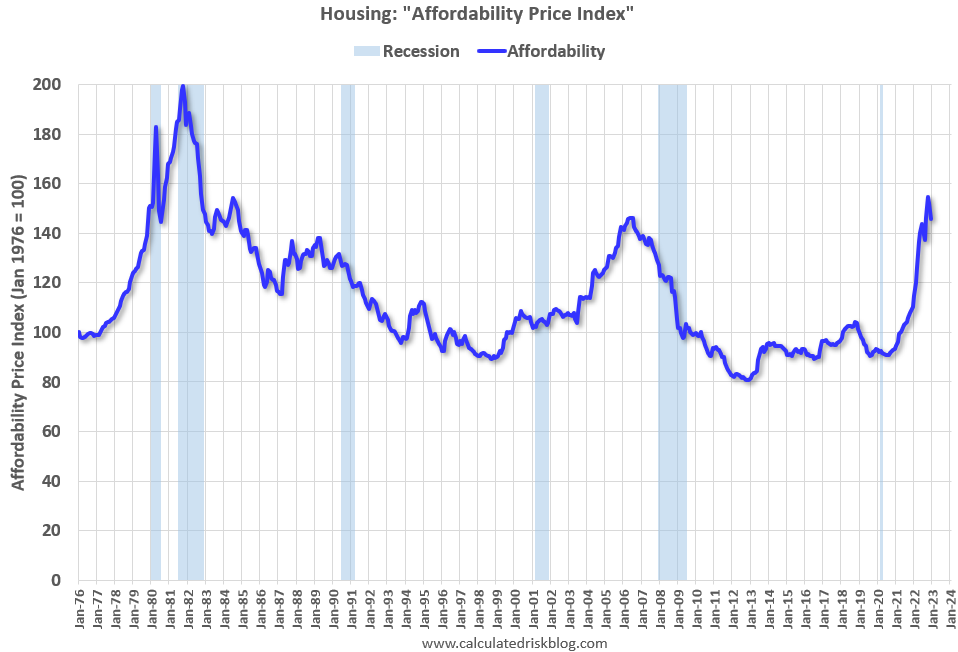 Housing: "Affordability Price Index"
Recession Affordability
Affordability Price Index (Jan 1976 = 100)
200
180
160
140
120
100
80
60
40
20
0
Jan-76
Jan-77
Jan-78
Jan-79
Jan-80
Jan-81
Jan-82
Jan-83
Jan-84
Jan-85
Jan-86
Jan-87
Jan-88
Jan-89
Jan-90
Jan-91
Jan-92
Jan-93
Jan-94
Jan-95
Jan-96
Jan-97
Jan-98
Jan-99
Jan-00
Jan-01
Jan-02
Jan-03
Jan-04
Jan-05
Jan-06
Jan-07
Jan-08
Jan-09
Jan-10
Jan-11
Jan-12
Jan-13
Jan-14
Jan-15
Jan-16
Jan-17
Jan-18
Jan-19
Jan-20
Jan-21
Jan-22
Jan-23
Jan-24
www.calculatedriskblog.com